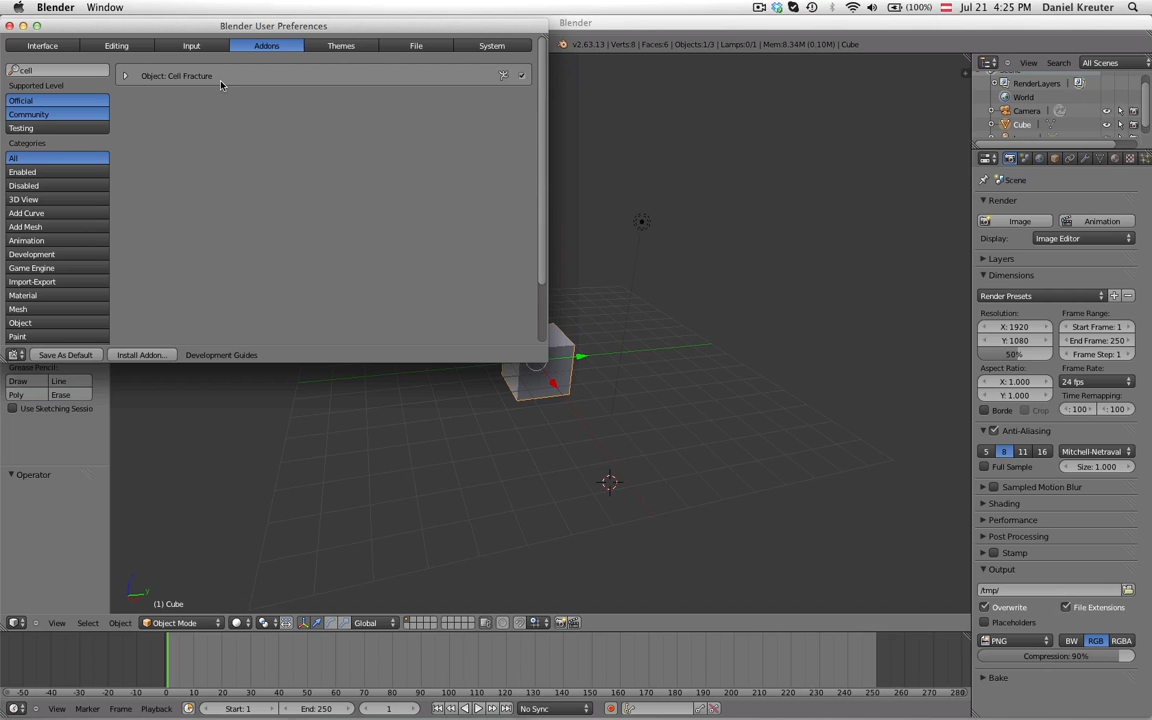 Blender Window
(100%) Jul 21 4:25 PM Daniel Kreuter
Blender User Preferences
Blender
Interface Editing Input Addons Themes File System
v2.63.13 | Verts:8 | Faces:6 | Objects:1/3 | Lamps:0/1 | Mem:8.34M (0.10M) | Cube
cell
Object: Cell Fracture
Supported Level
Official
Community
Testing
Categories
All
Enabled
Disabled
3D View
Add Curve
Add Mesh
Animation
Development
Game Engine
Import-Export
Material
Mesh
Object
Paint
Save As Default Install Addon... Development Guides
Grease Pencil:
Draw Line
Poly Erase
Use Sketching Sessio
Operator
View Search All Scenes
Scene
RenderLayers
World
Camera
Cube
Scene
Render
Image Animation
Display: Image Editor
Layers
Dimensions
Render Presets
Resolution: Frame Range:
X: 1920 Start Frame: 1
Y: 1080 End Frame: 250
50% Frame Step: 1
Aspect Ratio: Frame Rate:
X: 1.000 24 fps
Y: 1.000 Time Remapping:
Borde Crop : 100 : 100
Anti-Aliasing
5 8 11 16 Mitchell-Netraval
Full Sample Size: 1.000
Sampled Motion Blur
Shading
Performance
Post Processing
Stamp
Output
/tmp/
Overwrite File Extensions
Placeholders
PNG BW RGB RGBA
Compression: 90%
Bake
z
y
(1) Cube
View Select Object Object Mode Global
-50 -40 -30 -20 -10 0 10 20 30 40 50 60 70 80 90 100 110 120 130 140 150 160 170 180 190 200 210 220 230 240 250 260 270 280
View Marker Frame Playback Start: 1 End: 250 1 No Sync